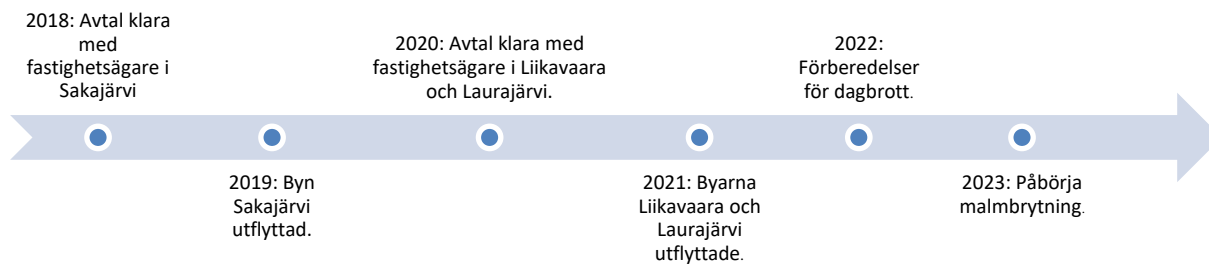 2018: Avtal klara
med
fastighetsägare i
Sakajärvi
2019: Byn
Sakajärvi
utflyttad.
2020: Avtal klara med
fastighetsägare i Liikavaara
och Laurajärvi.
2021: Byarna
Liikavaara och
Laurajärvi
utflyttade.
2022:
Förberedelser
för dagbrott.
2023: Påbörja
malmbrytning.